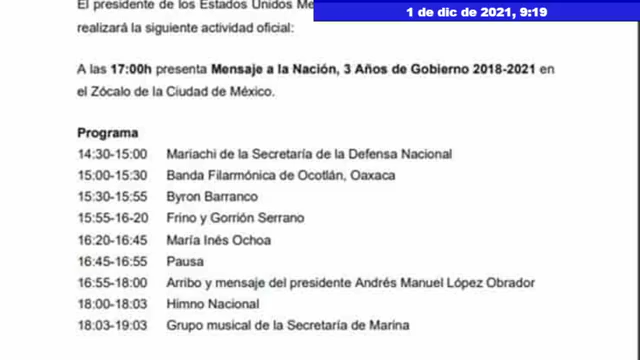 El presidente de los Estados Unidos Me
1 de dic de 2021, 9:19
realizará la siguiente actividad oficial:
A las 17:00h presenta Mensaje a la Nación, 3 Años de Gobierno 2018-2021 en
el Zócalo de la Ciudad de México.
Programa
14:30-15:00 Mariachi de la Secretaría de la Defensa Nacional
15:00-15:30 Banda Filarmónica de Ocotlán, Oaxaca
15:30-15:55 Byron Barranco
15:55-16-20 Frino y Gorrión Serrano
16:20-16:45 María Inés Ochoa
16:45-16:55 Pausa
16:55-18:00 Arribo y mensaje del presidente Andrés Manuel López Obrador
18:00-18:03 Himno Nacional
18:03-19:03 Grupo musical de la Secretaría de Marina